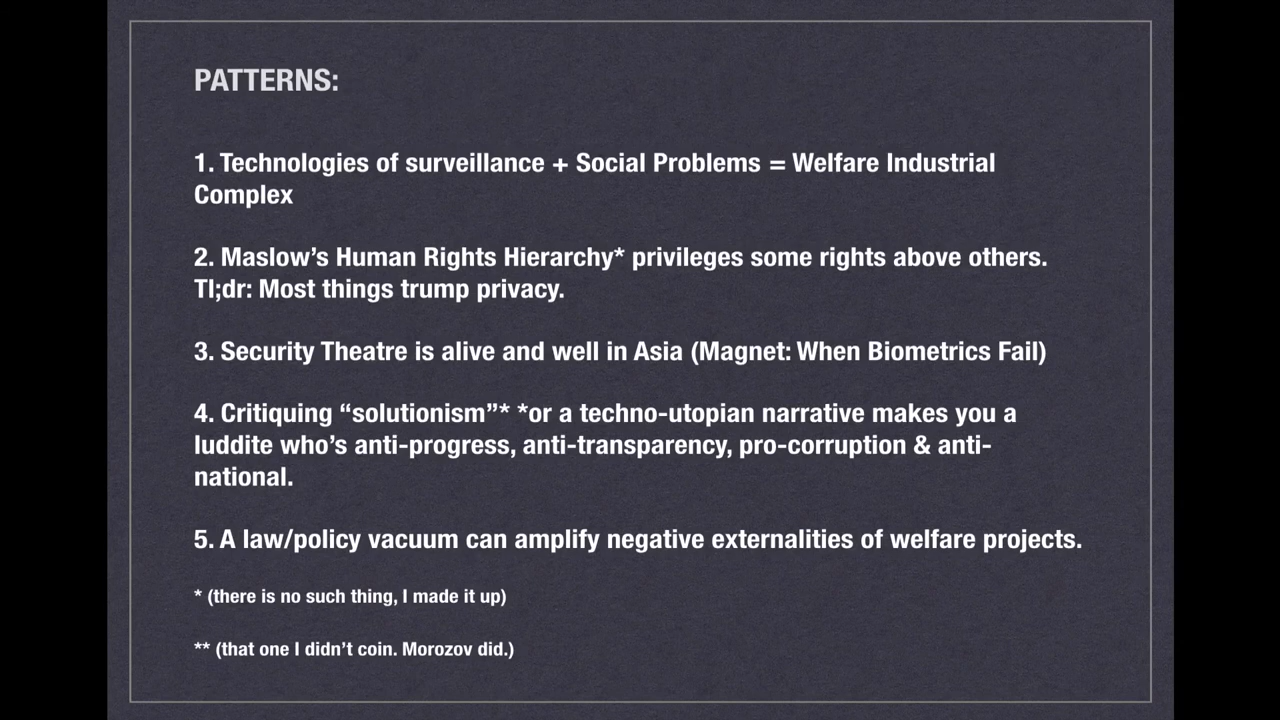 PATTERNS:
1. Technologies of surveillance + Social Problems = Welfare Industrial
Complex
2. Maslow’s Human Rights Hierarchy* privileges some rights above others.
Tl;dr: Most things trump privacy.
3. Security Theatre is alive and well in Asia (Magnet: When Biometrics Fail)
4. Critiquing “solutionism”* *or a techno-utopian narrative makes you a
luddite who’s anti-progress, anti-transparency, pro-corruption & anti-
national.
5. A law/policy vacuum can amplify negative externalities of welfare projects.
* (there is no such thing, I made it up)
** (that one I didn’t coin. Morozov did.)